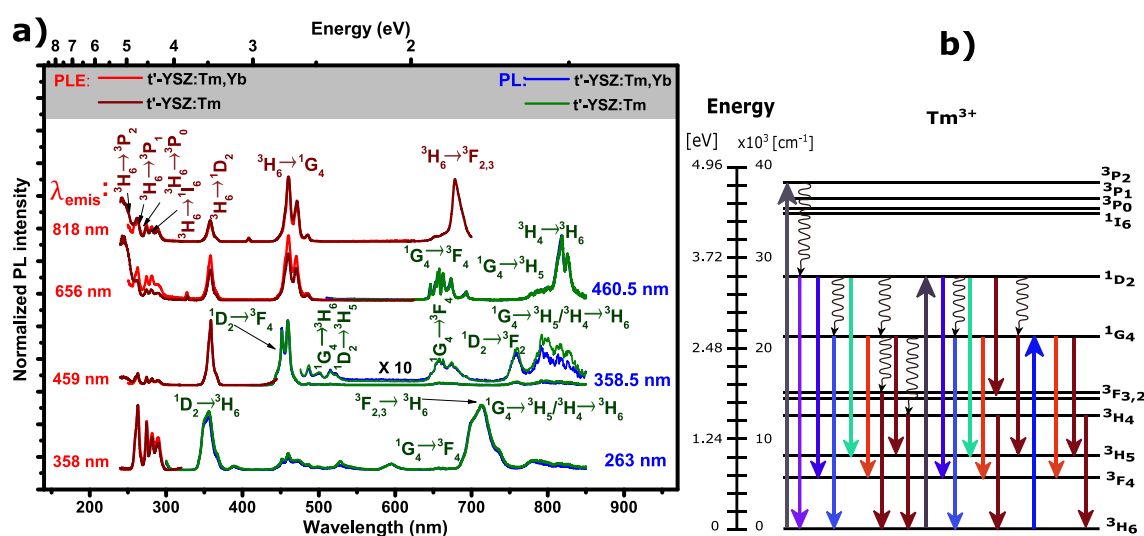 a)
Energy (eV)
8 7 6 5 4 3 2
PLE: t'-YSZ:Tm,Yb
t'-YSZ:Tm
PL: t'-YSZ:Tm,Yb
t'-YSZ:Tm
Normalized PL intensity
λemis:
³H₆→³P₂
³H₆→³P₁
³H₆→³P₀
³H₆→¹I₆
³H₆→¹D₂
³H₆→¹G₄
³H₆→³F₂,₃
818 nm
¹G₄→³F₄
¹G₄→³H₅
³H₄→³H₆
656 nm
460.5 nm
¹D₂→³F₄
¹G₄→³H₆
¹D₂→³H₅
¹G₄→³F₄
¹D₂→³F₂
¹G₄→³H₅/³H₄→³H₆
X 10
459 nm
358.5 nm
¹D₂→³H₆
³F₂,₃→³H₆
¹G₄→³H₅/³H₄→³H₆
¹G₄→³F₄
358 nm
263 nm
200 300 400 500 600 700 800 900
Wavelength (nm)
b)
Energy
Tm³⁺
[eV] x10³ [cm⁻¹]
4.96 40
3.72 30
2.48 20
1.24 10
0 0
³P₂
³P₁
³P₀
¹I₆
¹D₂
¹G₄
³F₃,₂
³H₄
³H₅
³F₄
³H₆